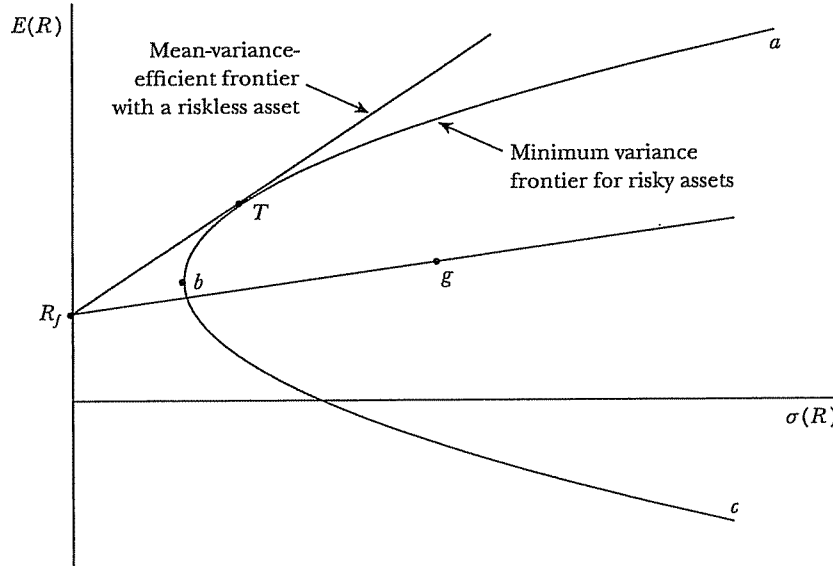 E(R)
a
Mean-variance-
efficient frontier
with a riskless asset
Minimum variance
frontier for risky assets
T
g
b
R_f
σ(R)
c